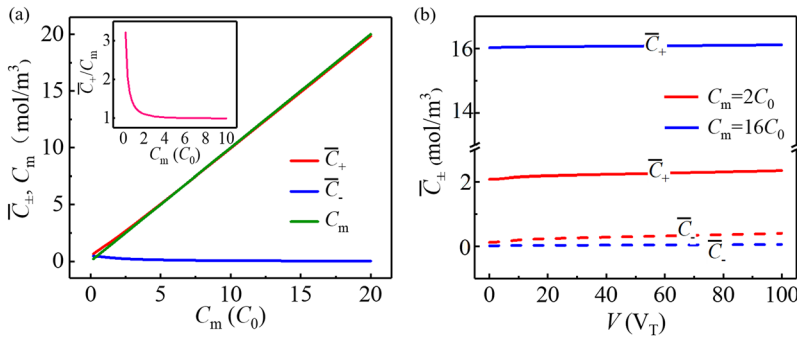 (a)
C̅±, Cm (mol/m³)
20
15
10
5
0
0
5
10
15
20
Cm (C0)
C̅+/Cm
3
2
1
0
2
4
6
8
10
Cm (C0)
C̅+
C̅-
Cm
(b)
C̅± (mol/m³)
16
14
2
0
0
20
40
60
80
100
V (VT)
C̅+
Cm=2C0
Cm=16C0
C̅+
C̅-
C̅-